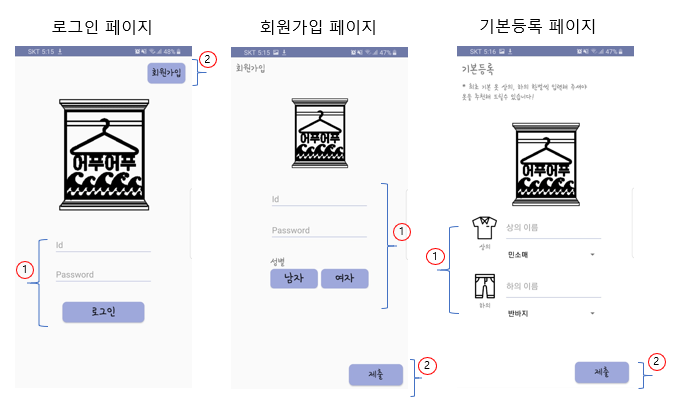 로그인 페이지
SKT 5:15
48%
회원가입
2
어푸어푸
1
Id
Password
로그인
회원가입 페이지
SKT 5:15
47%
회원가입
어푸어푸
Id
1
Password
성별
남자
여자
2
제출
기본등록 페이지
SKT 5:16
47%
기본등록
* 최초 기본 옷 상의, 하의 한벌씩 입력해 주셔야
옷을 추천해 드릴수 있습니다!
어푸어푸
상의 이름
상의
1
민소매
하의 이름
하의
반바지
2
제출